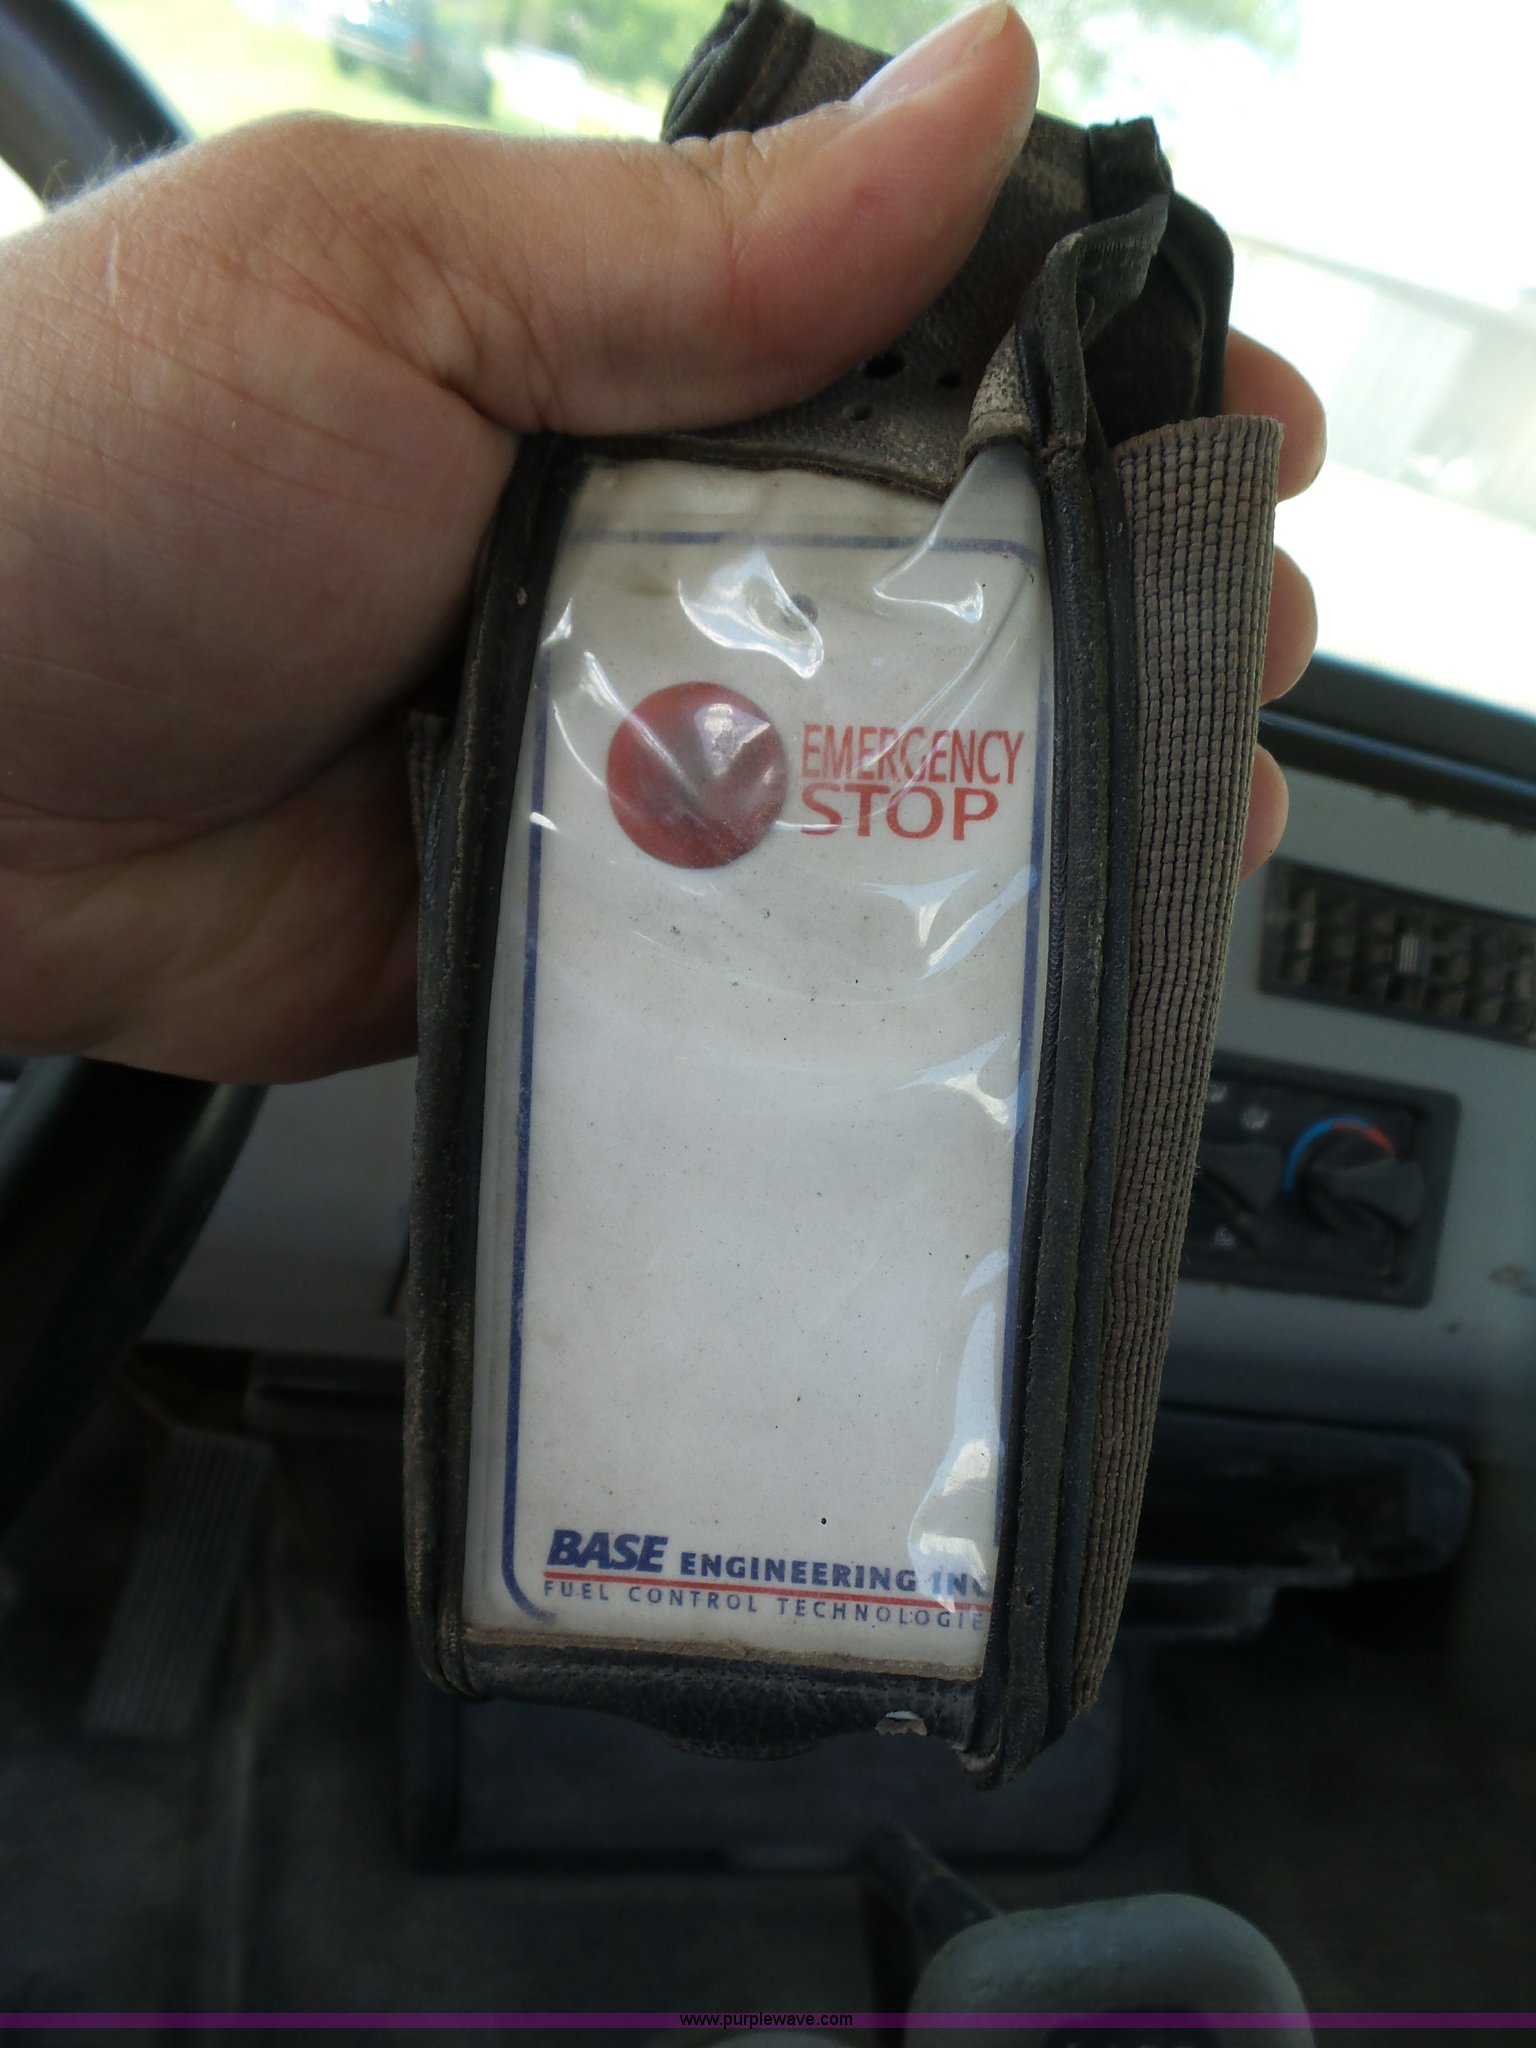 EMERGENCY
STOP
BASE ENGINEERING INC
FUEL CONTROL TECHNOLOGIE
www.purplewave.com